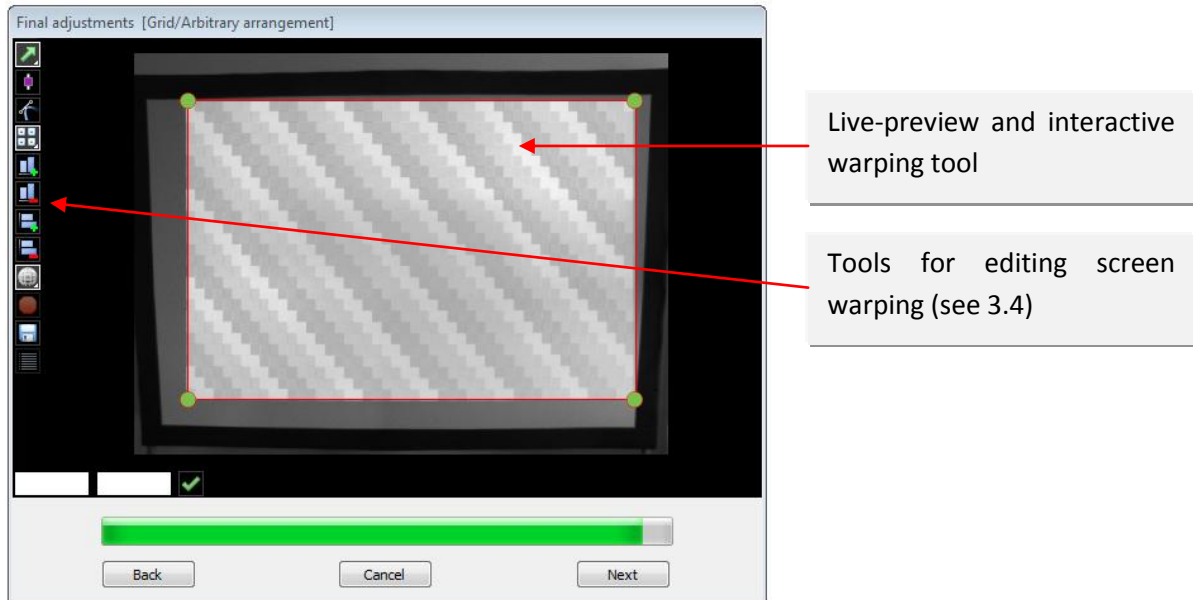 Final adjustments [Grid/Arbitrary arrangement]
Live-preview and interactive
warping tool
Tools for editing screen
warping (see 3.4)
Back
Cancel
Next